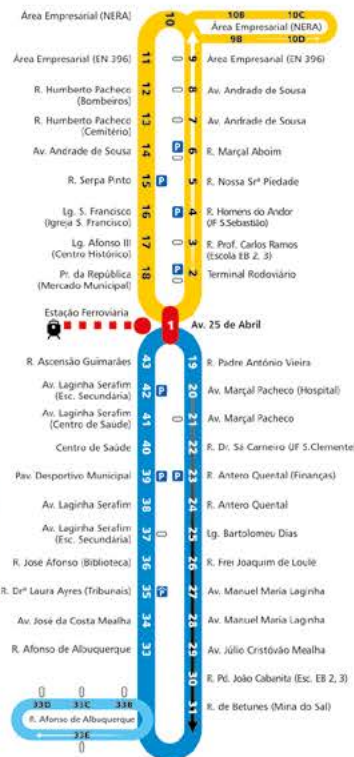 Área Empresarial (NERA)
10
10B 10C
Área Empresarial (NERA)
9B 10D
Área Empresarial (EN 396)
11
9
Área Empresarial (EN 396)
R. Humberto Pacheco
(Bombeiros)
12
8
Av. Andrade de Sousa
R. Humberto Pacheco
(Cemitério)
13
7
Av. Andrade de Sousa
Av. Andrade de Sousa
14
P
6
R. Marçal Aboim
R. Serpa Pinto
15
P
5
R. Nossa Srª Piedade
Lg. S. Francisco
(Igreja S. Francisco)
16
P
4
R. Homens do Andor
(JF S.Sebastião)
Lg. Afonso III
(Centro Histórico)
17
3
R. Prof. Carlos Ramos
(Escola EB 2, 3)
Pr. da República
(Mercado Municipal)
18
P
2
Terminal Rodoviário
Estação Ferroviaria
1
Av. 25 de Abril
R. Ascensão Guimarães
43
19
R. Padre António Vieira
Av. Laginha Serafim
(Esc. Secundária)
42
P
20
Av. Marçal Pacheco (Hospital)
Av. Laginha Serafim
(Centro de Saúde)
41
21
Av. Marçal Pacheco
Centro de Saúde
40
22
R. Dr. Sá Carneiro (JF S.Clemente)
Pav. Desportivo Municipal
39
P
P
23
R. Antero Quental (Finanças)
Av. Laginha Serafim
38
24
R. Antero Quental
Av. Laginha Serafim
(Esc. Secundária)
37
25
Lg. Bartolomeu Dias
R. José Afonso (Biblioteca)
36
26
R. Frei Joaquim de Loulé
R. Drª Laura Ayres (Tribunais)
35
P
27
Av. Manuel Maria Laginha
Av. José da Costa Mealha
34
28
Av. Manuel Maria Laginha
R. Afonso de Albuquerque
33
29
Av. Júlio Cristóvão Mealha
30
R. Pd. João Cabanita (Esc. EB 2, 3)
31
R. de Betunes (Mina do Sal)
33D 33C 33B
R. Afonso de Albuquerque
33E